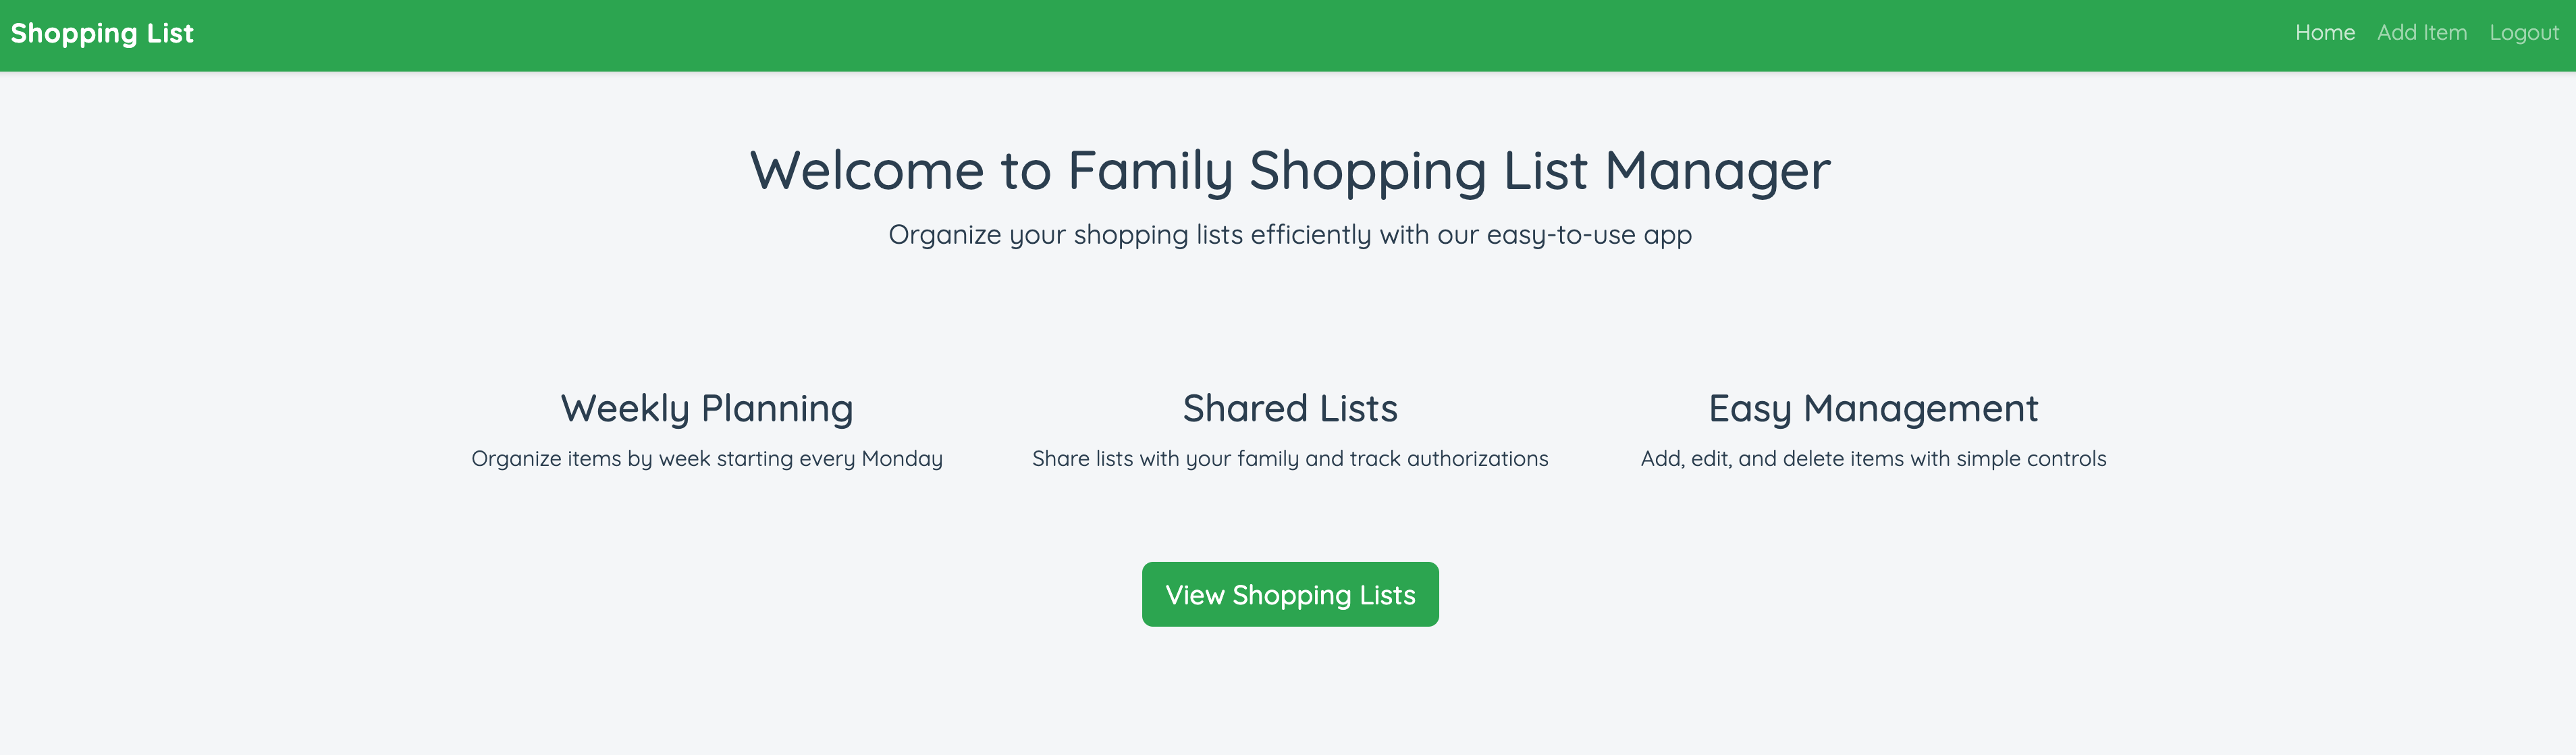 Shopping List
Home Add Item Logout
Welcome to Family Shopping List Manager
Organize your shopping lists efficiently with our easy-to-use app
Weekly Planning
Organize items by week starting every Monday
Shared Lists
Share lists with your family and track authorizations
Easy Management
Add, edit, and delete items with simple controls
View Shopping Lists